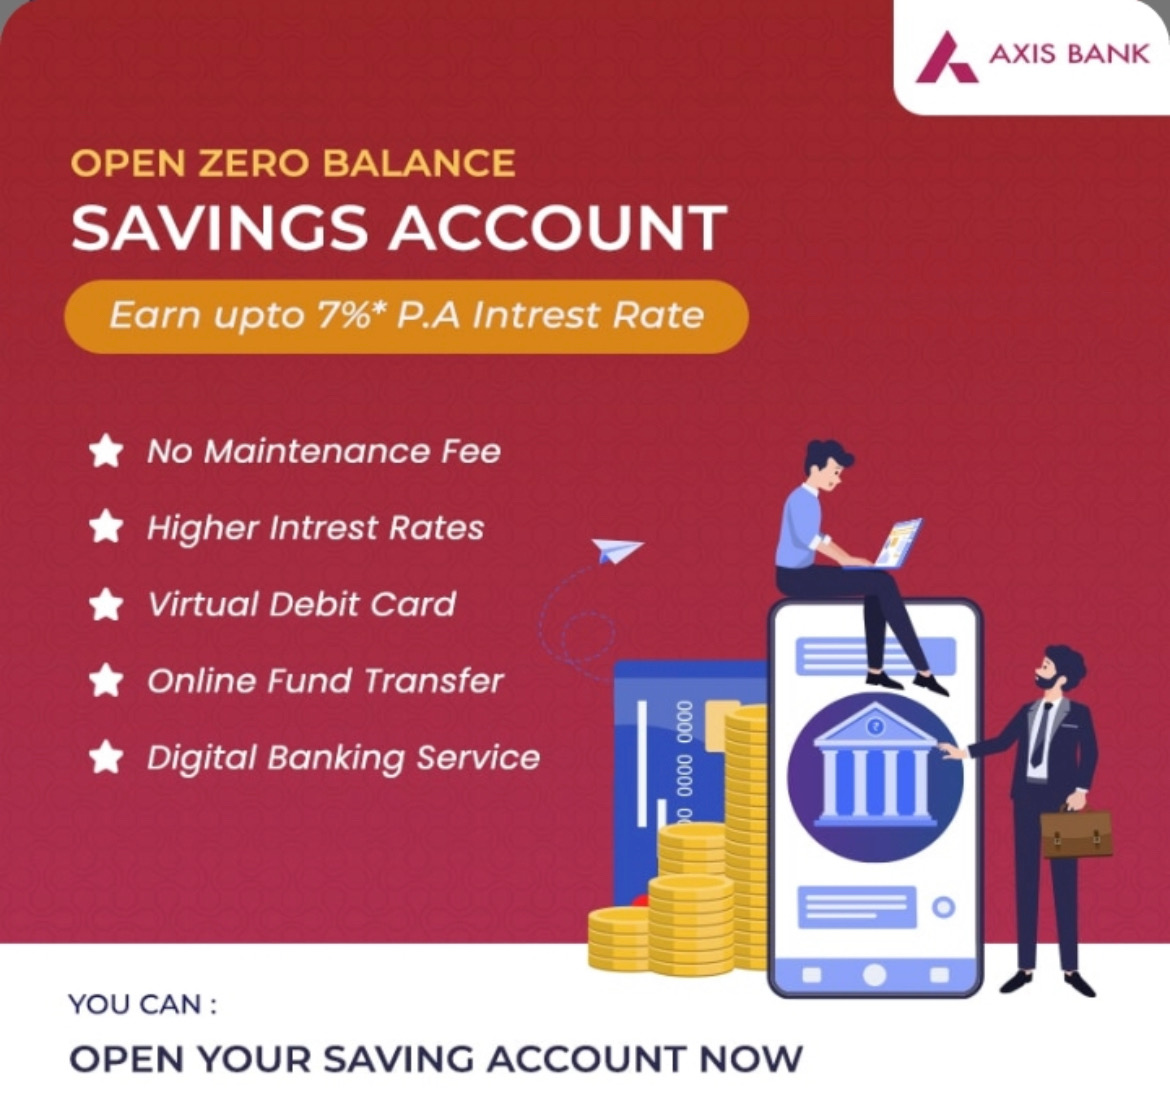 AXIS BANK
OPEN ZERO BALANCE
SAVINGS ACCOUNT
Earn upto 7%* P.A Intrest Rate
No Maintenance Fee
Higher Intrest Rates
Virtual Debit Card
Online Fund Transfer
Digital Banking Service
00 0000 0000
₹
YOU CAN :
OPEN YOUR SAVING ACCOUNT NOW